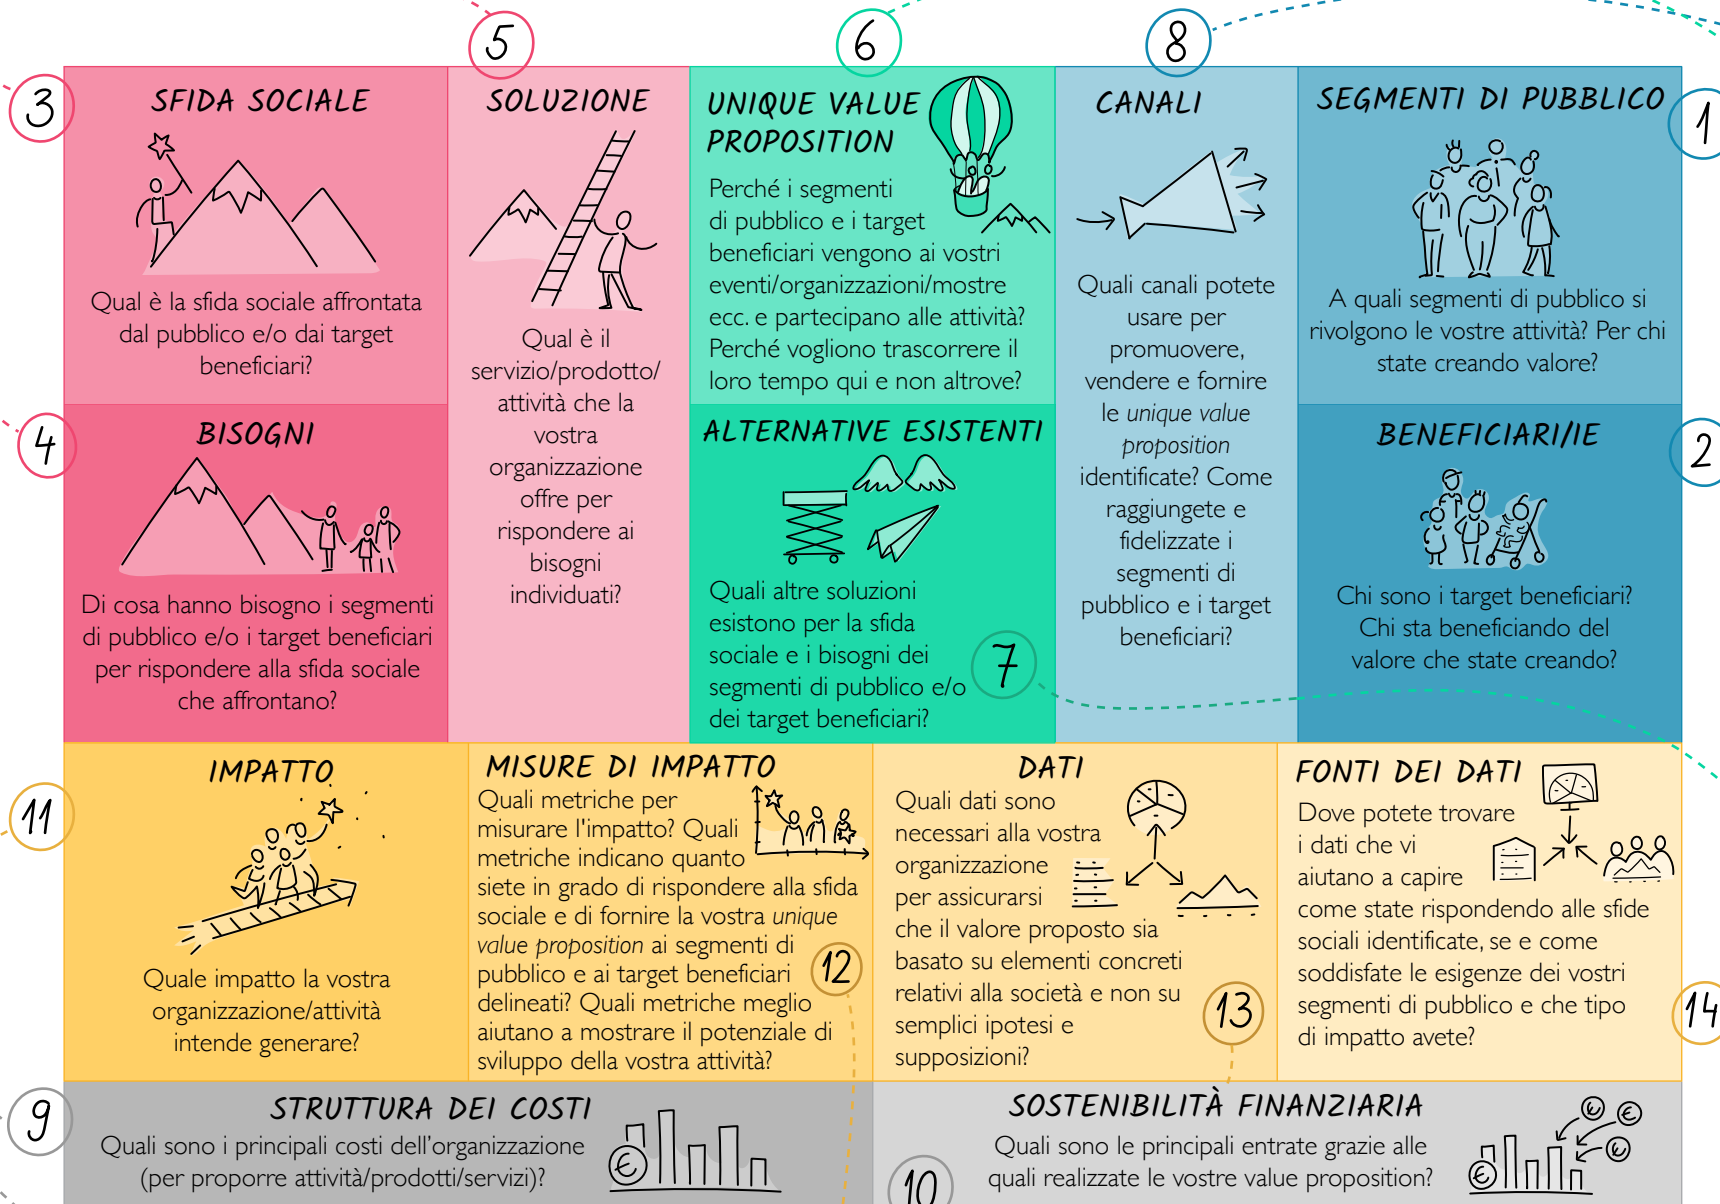 5
6
8
3
SFIDA SOCIALE
Qual è la sfida sociale affrontata
dal pubblico e/o dai target
beneficiari?
SOLUZIONE
Qual è il
servizio/prodotto/
attività che la
vostra
organizzazione
offre per
rispondere ai
bisogni
individuati?
UNIQUE VALUE
PROPOSITION
Perché i segmenti
di pubblico e i target
beneficiari vengono ai vostri
eventi/organizzazioni/mostre
ecc. e partecipano alle attività?
Perché vogliono trascorrere il
loro tempo qui e non altrove?
CANALI
Quali canali potete
usare per
promuovere,
vendere e fornire
le unique value
proposition
identificate? Come
raggiungete e
fidelizzate i
segmenti di
pubblico e i target
beneficiari?
SEGMENTI DI PUBBLICO
1
A quali segmenti di pubblico si
rivolgono le vostre attività? Per chi
state creando valore?
4
BISOGNI
Di cosa hanno bisogno i segmenti
di pubblico e/o i target beneficiari
per rispondere alla sfida sociale
che affrontano?
ALTERNATIVE ESISTENTI
Quali altre soluzioni
esistono per la sfida
sociale e i bisogni dei
segmenti di pubblico e/o
dei target beneficiari?
7
BENEFICIARI/IE
2
Chi sono i target beneficiari?
Chi sta beneficiando del
valore che state creando?
11
IMPATTO
Quale impatto la vostra
organizzazione/attività
intende generare?
MISURE DI IMPATTO
Quali metriche per
misurare l'impatto? Quali
metriche indicano quanto
siete in grado di rispondere alla sfida
sociale e di fornire la vostra unique
value proposition ai segmenti di
pubblico e ai target beneficiari
delineati? Quali metriche meglio
aiutano a mostrare il potenziale di
sviluppo della vostra attività?
12
DATI
Quali dati sono
necessari alla vostra
organizzazione
per assicurarsi
che il valore proposto sia
basato su elementi concreti
relativi alla società e non su
semplici ipotesi e
supposizioni?
13
FONTI DEI DATI
Dove potete trovare
i dati che vi
aiutano a capire
come state rispondendo alle sfide
sociali identificate, se e come
soddisfate le esigenze dei vostri
segmenti di pubblico e che tipo
di impatto avete?
14
9
STRUTTURA DEI COSTI
Quali sono i principali costi dell'organizzazione
(per proporre attività/prodotti/servizi)?
€
10
SOSTENIBILITÀ FINANZIARIA
Quali sono le principali entrate grazie alle
quali realizzate le vostre value proposition?
€
€
€
€